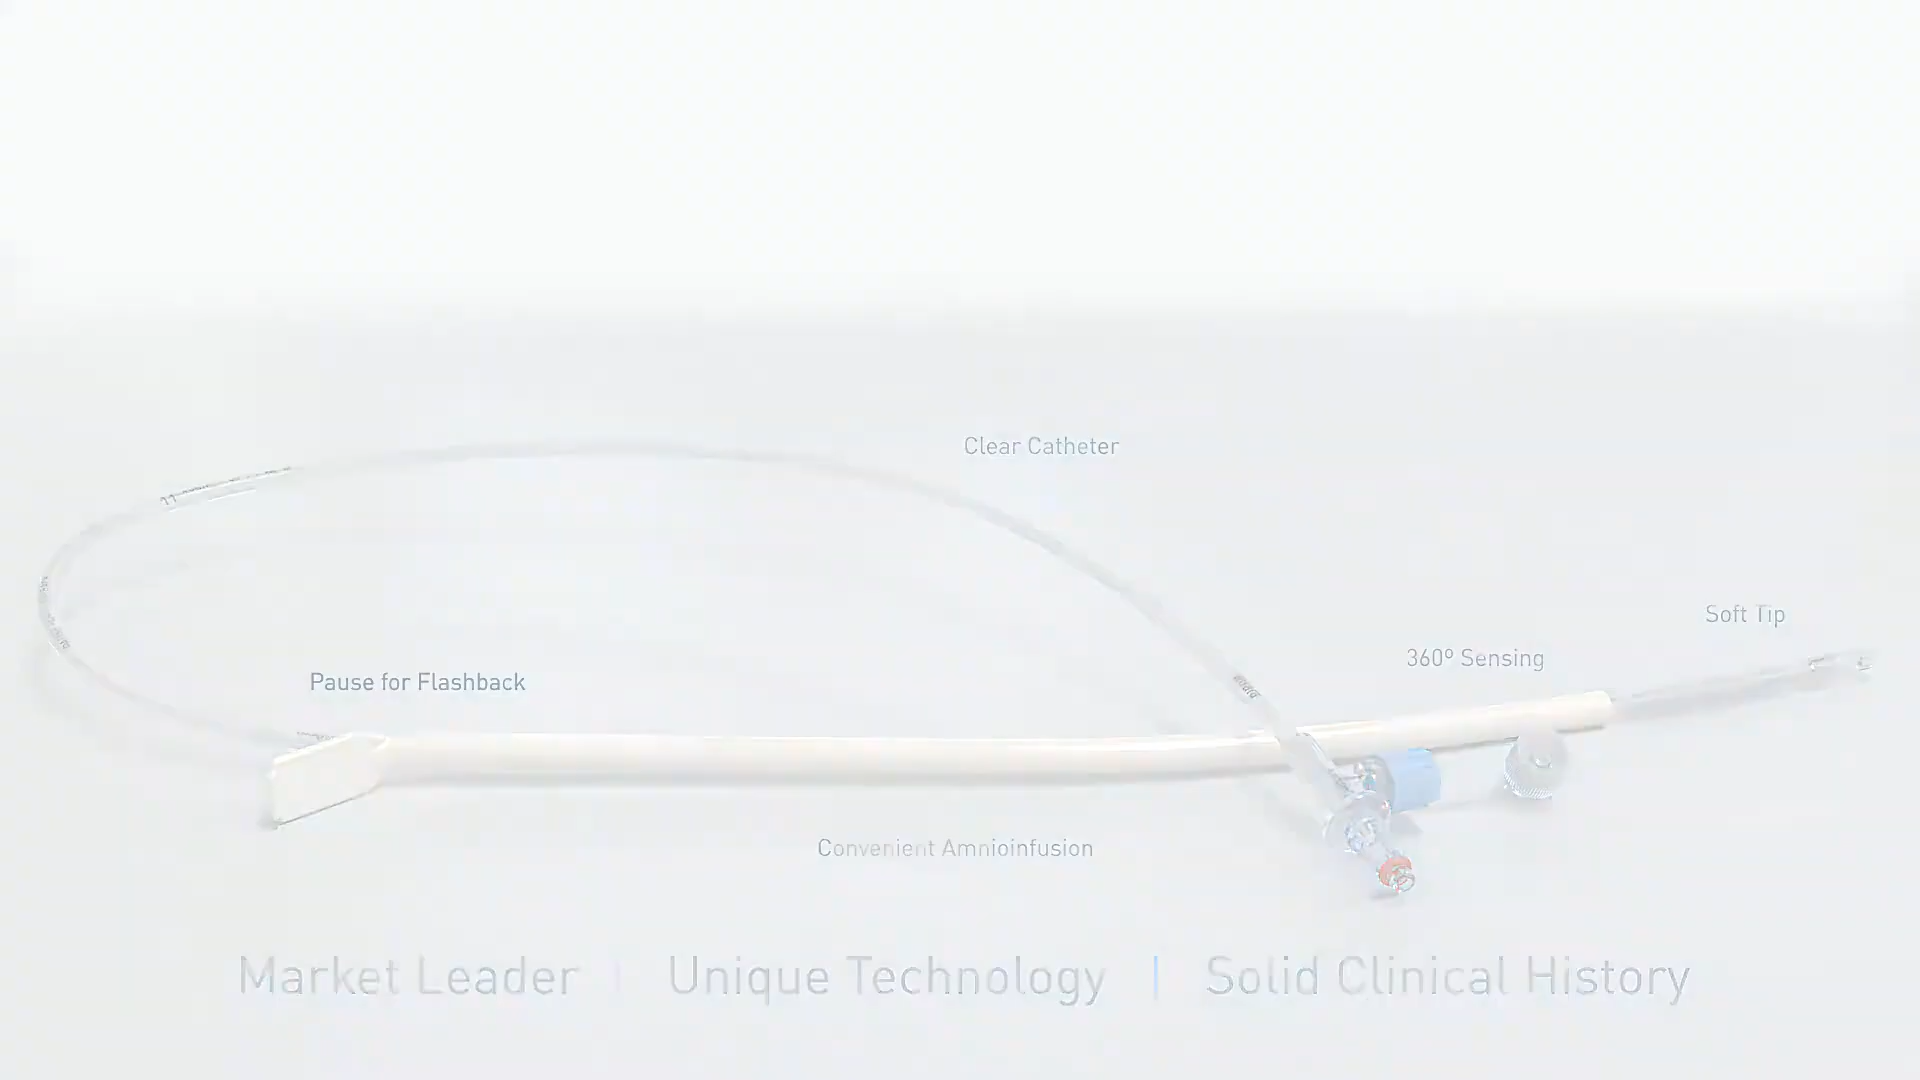 Clear Catheter
Soft Tip
360º Sensing
Pause for Flashback
Convenient Amnioinfusion
Market Leader | Unique Technology | Solid Clinical History